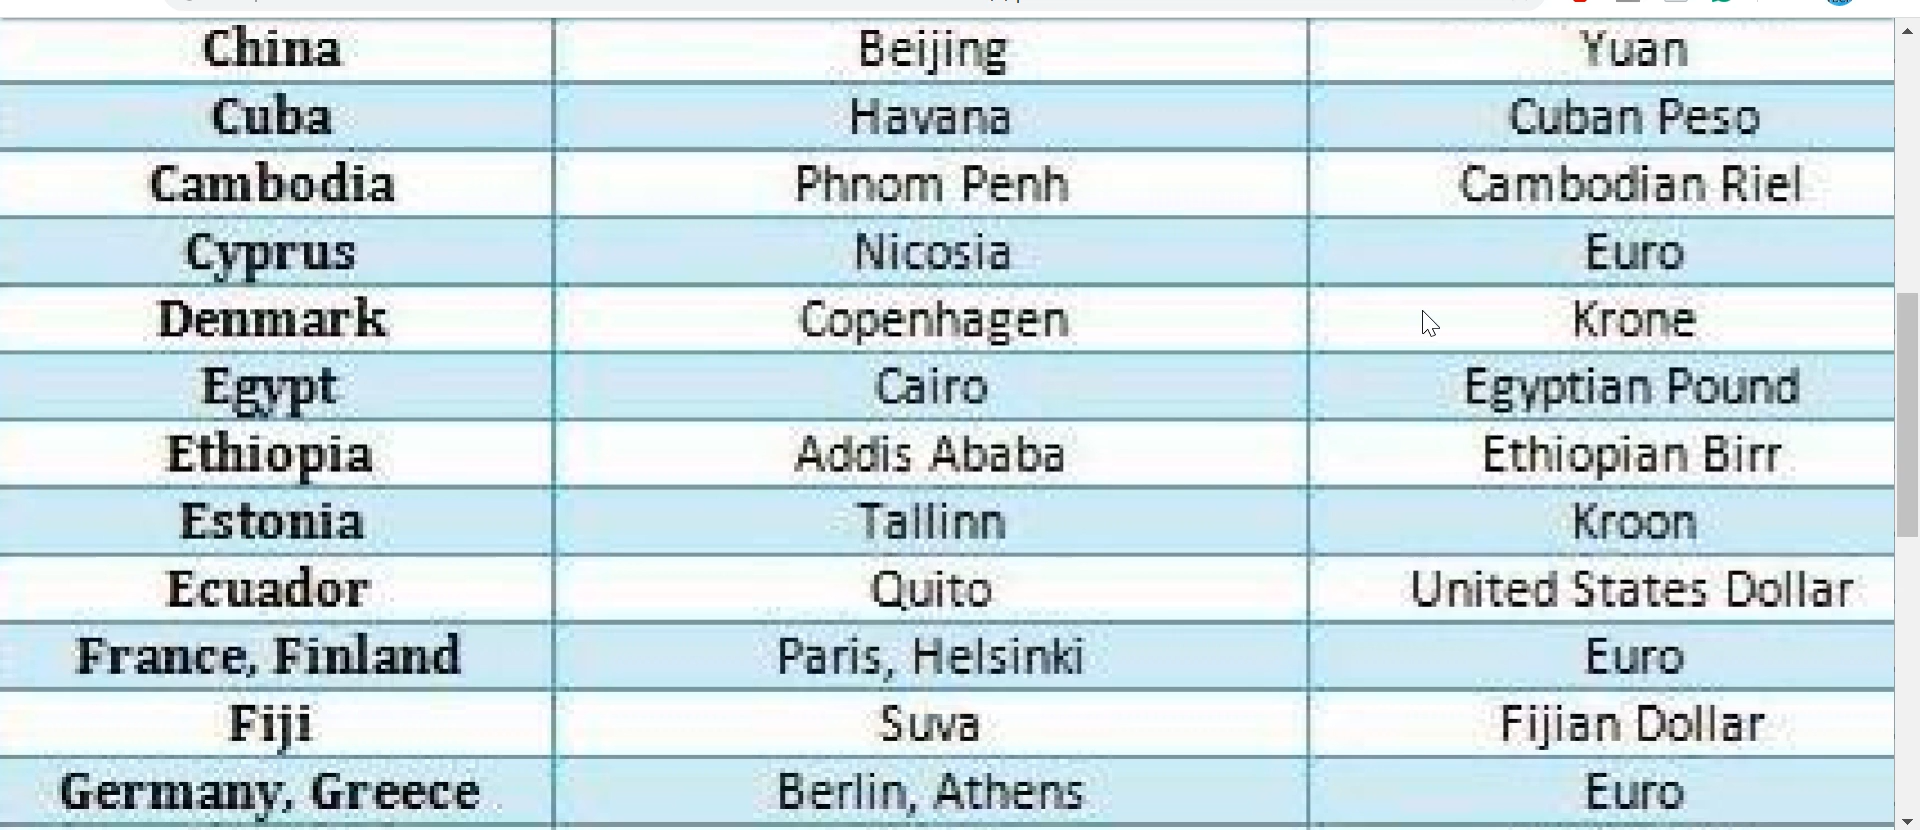 China Beijing Yuan
Cuba Havana Cuban Peso
Cambodia Phnom Penh Cambodian Riel
Cyprus Nicosia Euro
Denmark Copenhagen Krone
Egypt Cairo Egyptian Pound
Ethiopia Addis Ababa Ethiopian Birr
Estonia Tallinn Kroon
Ecuador Quito United States Dollar
France, Finland Paris, Helsinki Euro
Fiji Suva Fijian Dollar
Germany, Greece Berlin, Athens Euro